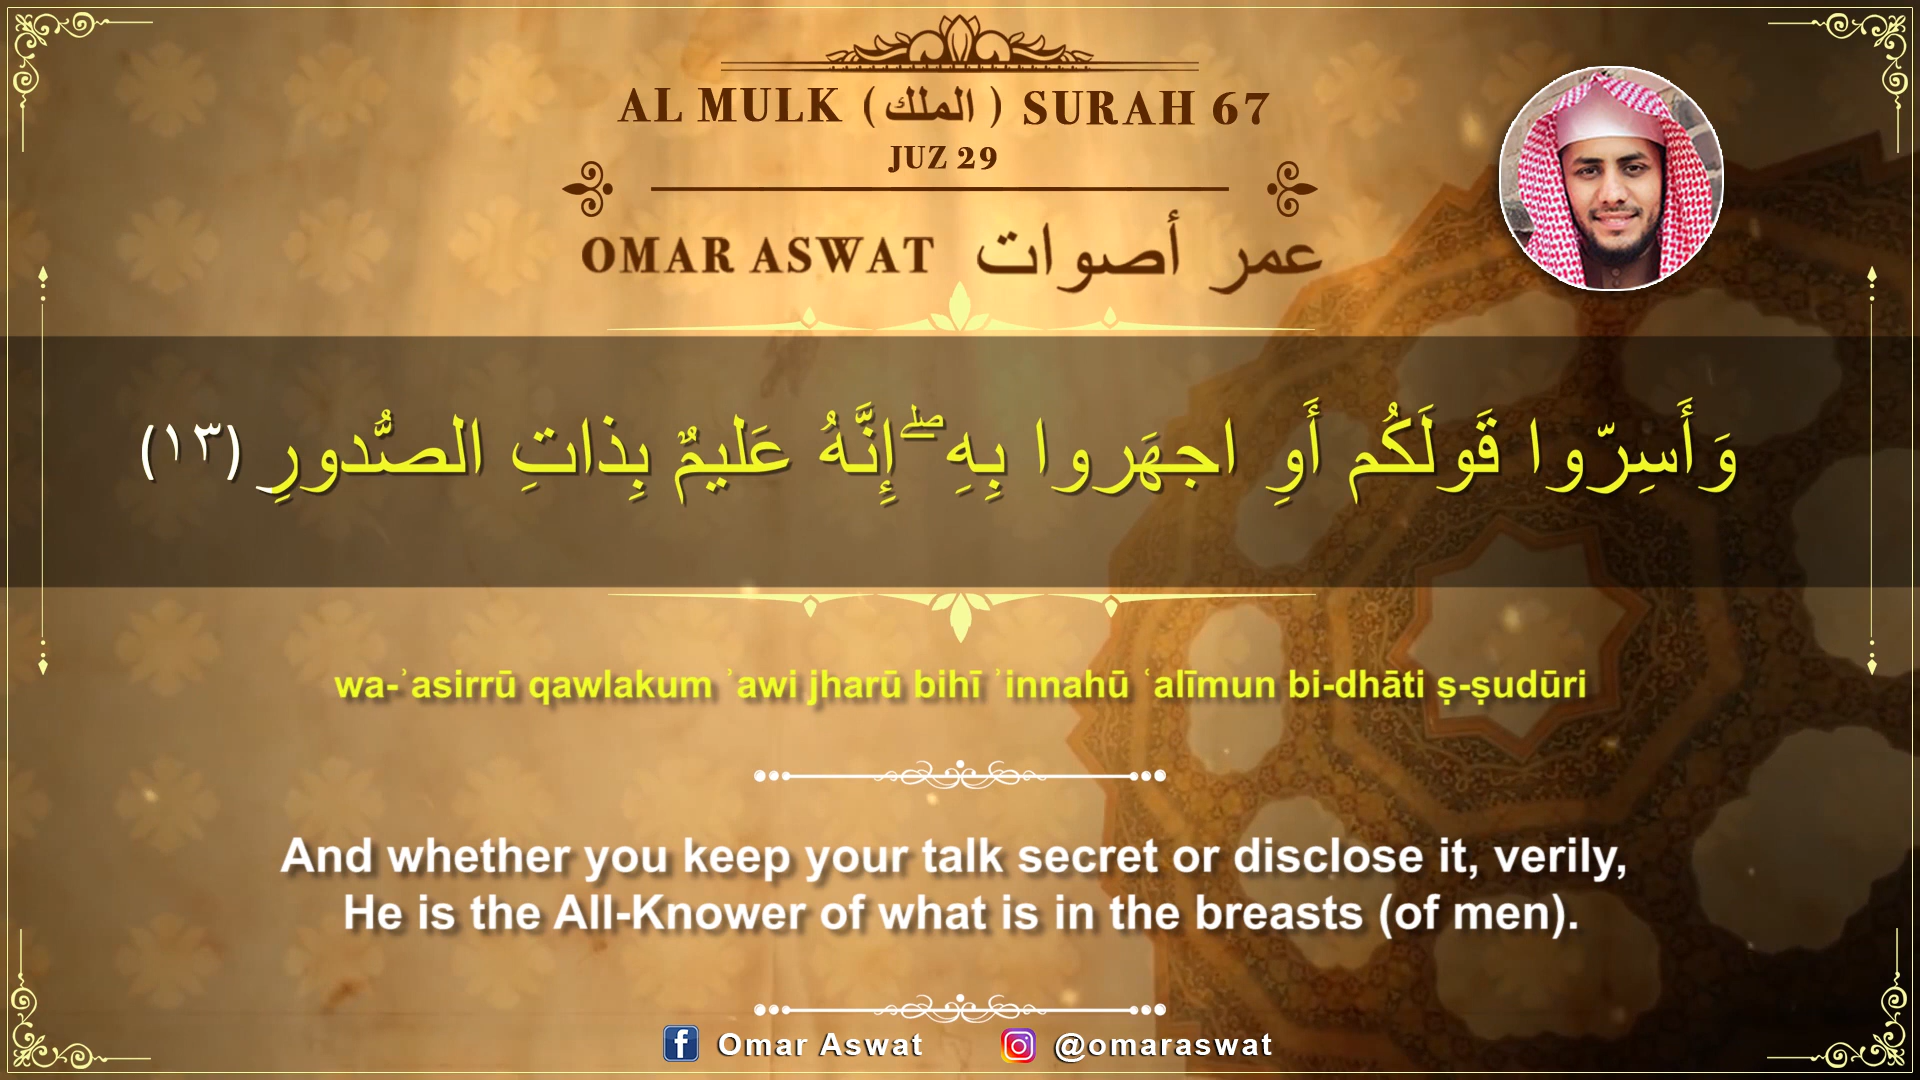 AL MULK (الملك) SURAH 67
JUZ 29
OMAR ASWAT عمر أصوات
وَأَسِرّوا قَولَكُم أَوِ اجهَروا بِهِ ۖ إِنَّهُ عَليمٌ بِذاتِ الصُّدورِ (١٣)
wa-ʾasirrū qawlakum ʾawi jharū bihī ʾinnahū ʿalīmun bi-dhāti ṣ-ṣudūri
And whether you keep your talk secret or disclose it, verily,
He is the All-Knower of what is in the breasts (of men).
Omar Aswat @omaraswat